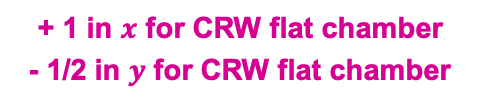 + 1 in x for CRW flat chamber
- 1/2 in y for CRW flat chamber